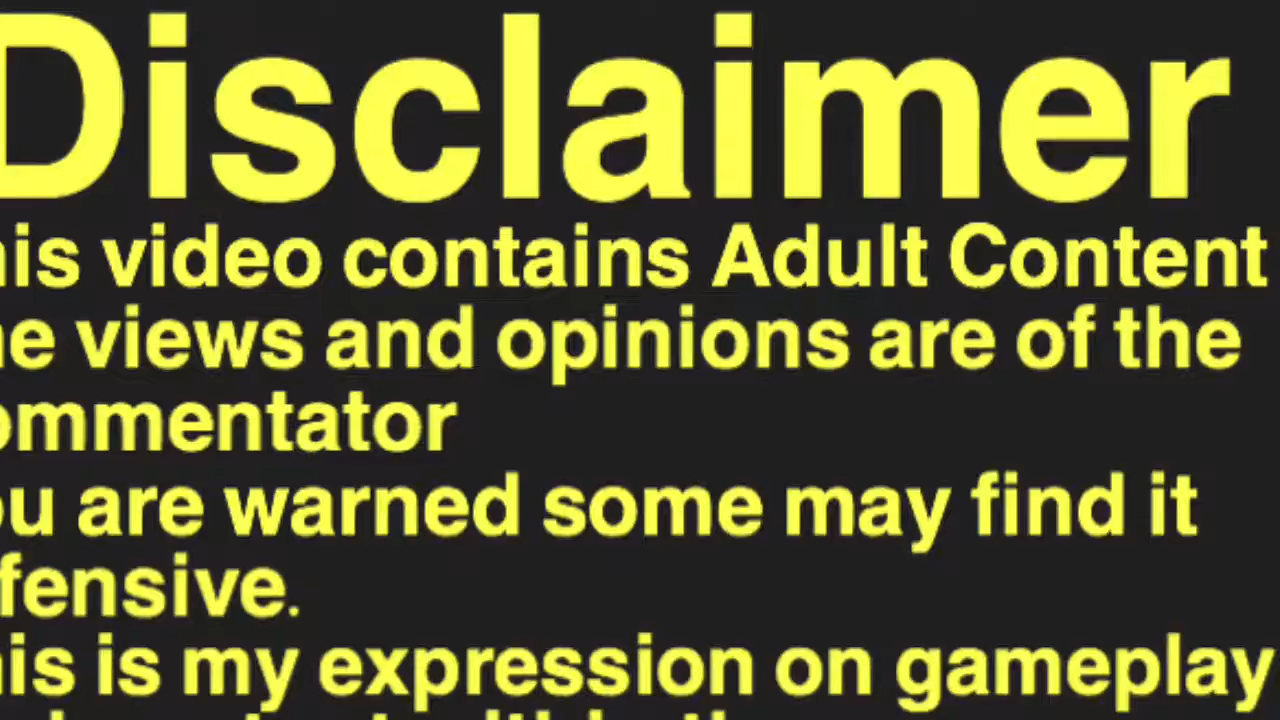 Disclaimer
his video contains Adult Content
he views and opinions are of the
ommentator
ou are warned some may find it
fensive.
his is my expression on gameplay